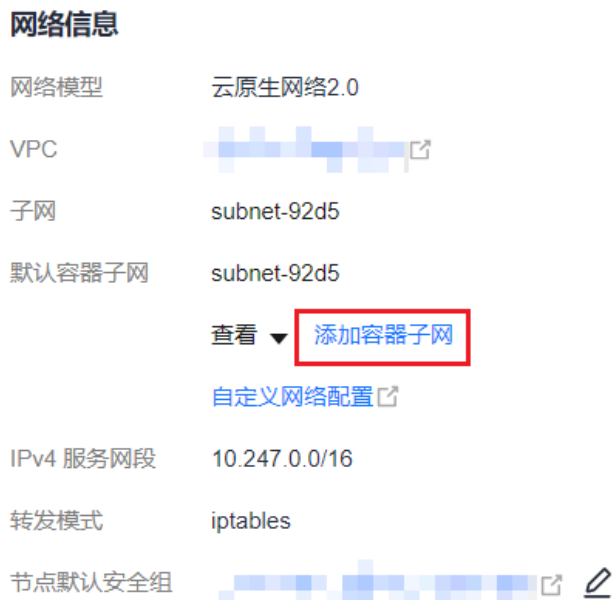 网络信息
网络模型 云原生网络2.0
VPC
子网 subnet-92d5
默认容器子网 subnet-92d5
查看 添加容器子网
自定义网络配置
IPv4 服务网段 10.247.0.0/16
转发模式 iptables
节点默认安全组